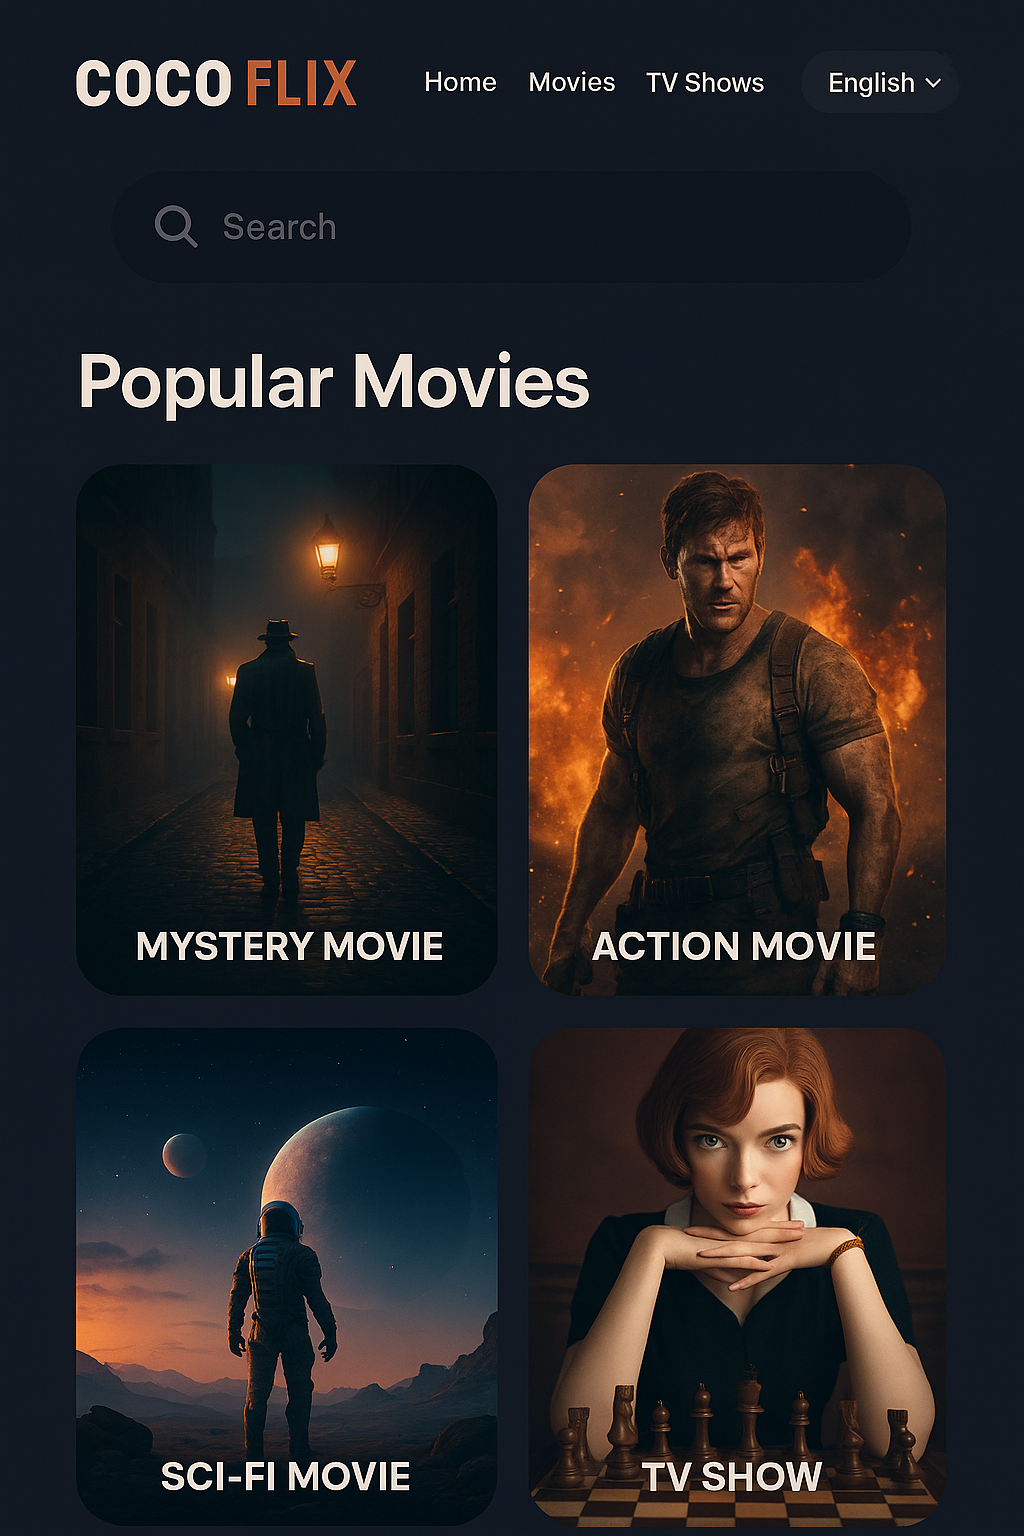 COCO FLIX
Home Movies TV Shows English
Search
Popular Movies
MYSTERY MOVIE
ACTION MOVIE
SCI-FI MOVIE
TV SHOW